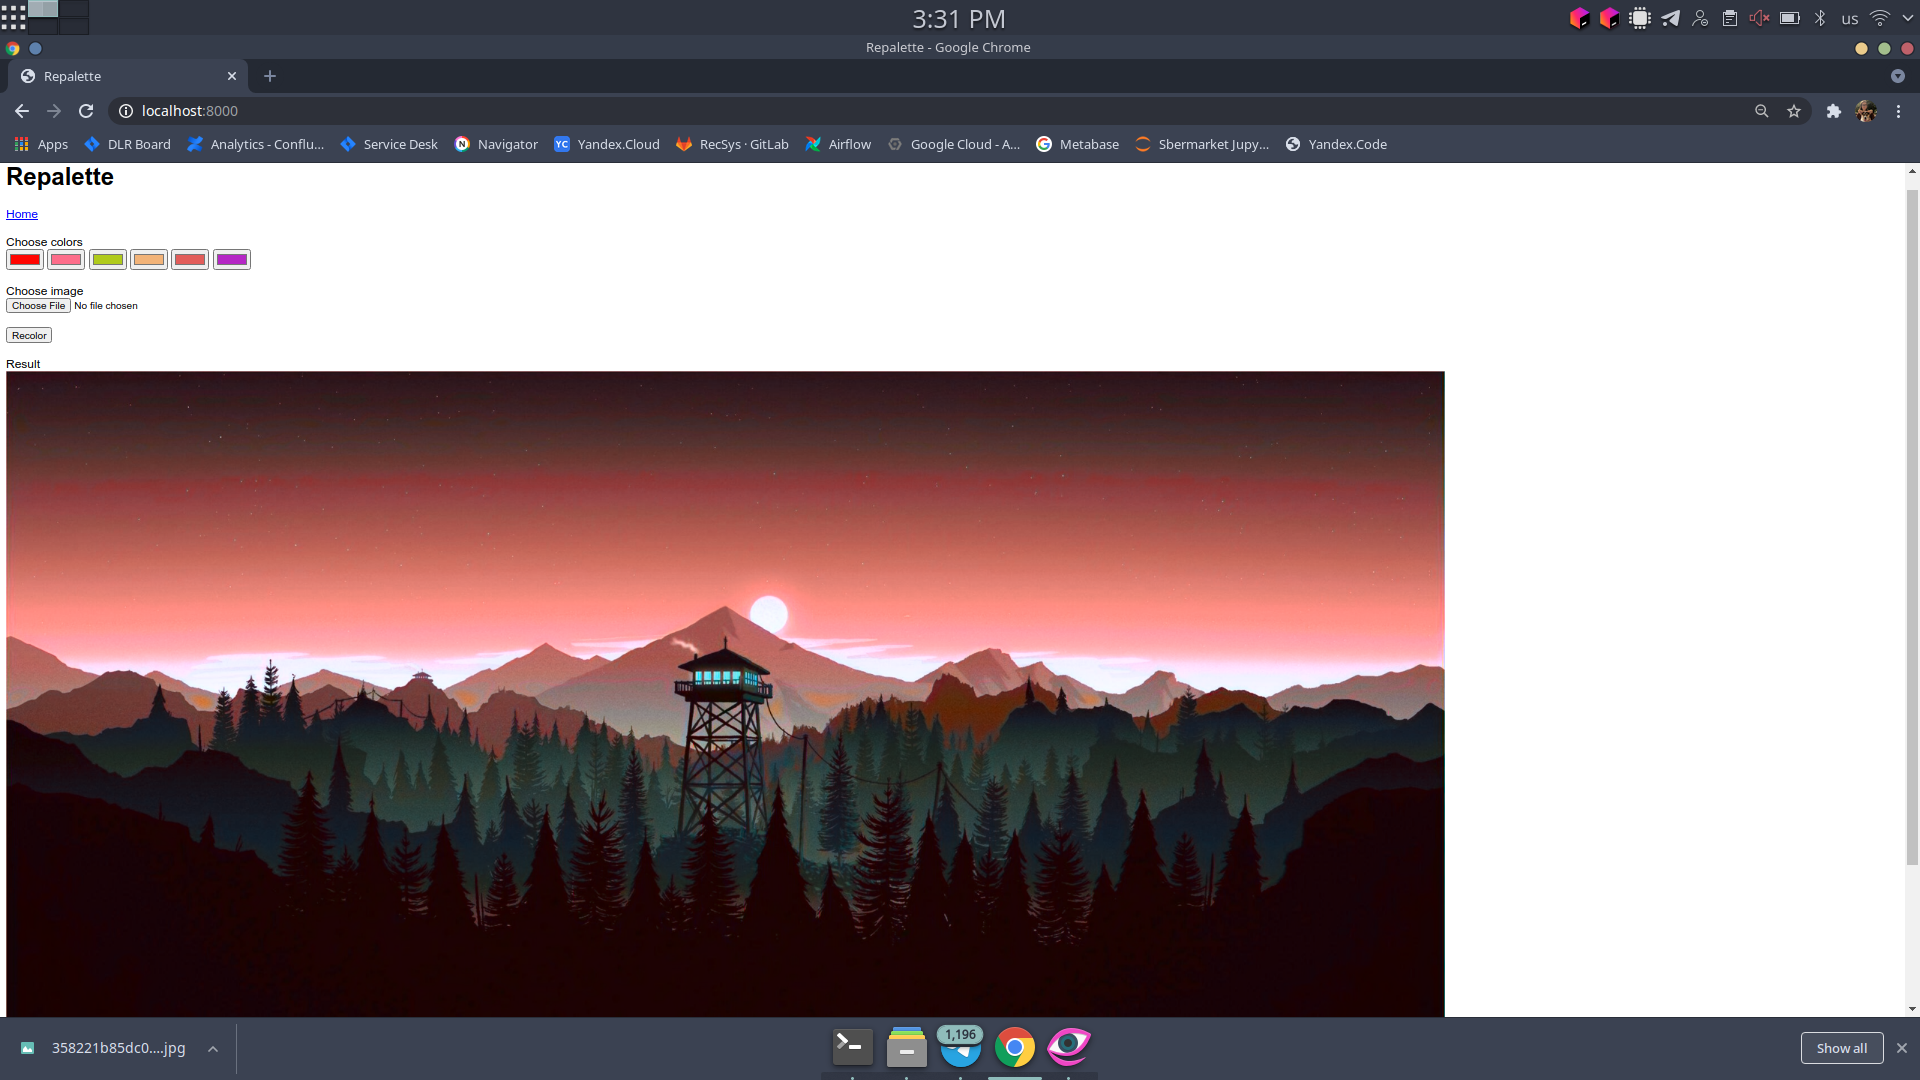 3:31 PM
us
Repalette - Google Chrome
Repalette
localhost:8000
Apps
DLR Board
Analytics - Conflu...
Service Desk
Navigator
YC Yandex.Cloud
RecSys · GitLab
Airflow
Google Cloud - A...
Metabase
Sbermarket Jupy...
Yandex.Code
Repalette
Home
Choose colors
Choose image
Choose File No file chosen
Recolor
Result
358221b85dc0....jpg
1,196
Show all